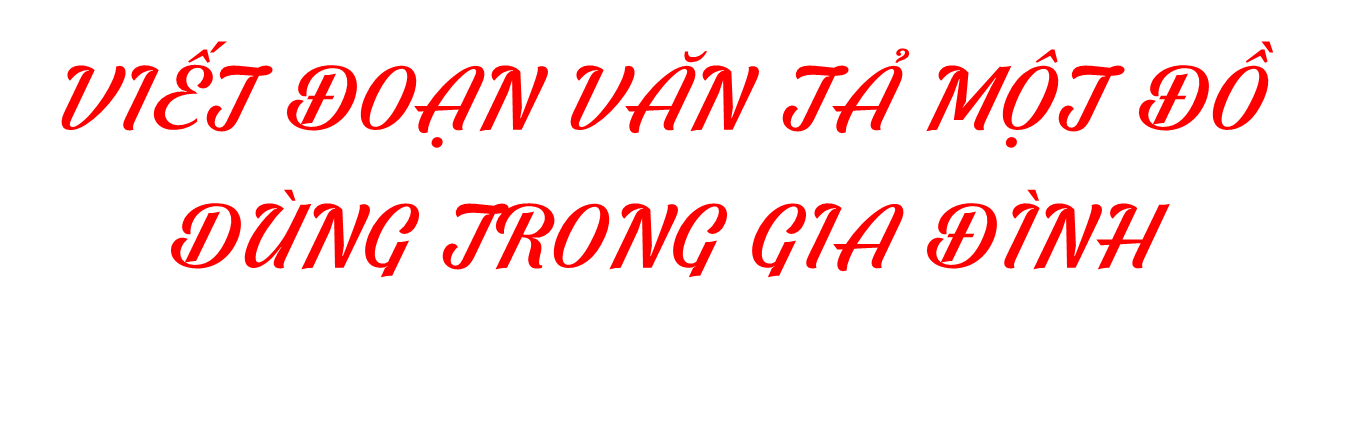 VIẾT ĐOẠN VĂN TẢ MỘT ĐỒ
DÙNG TRONG GIA ĐÌNH